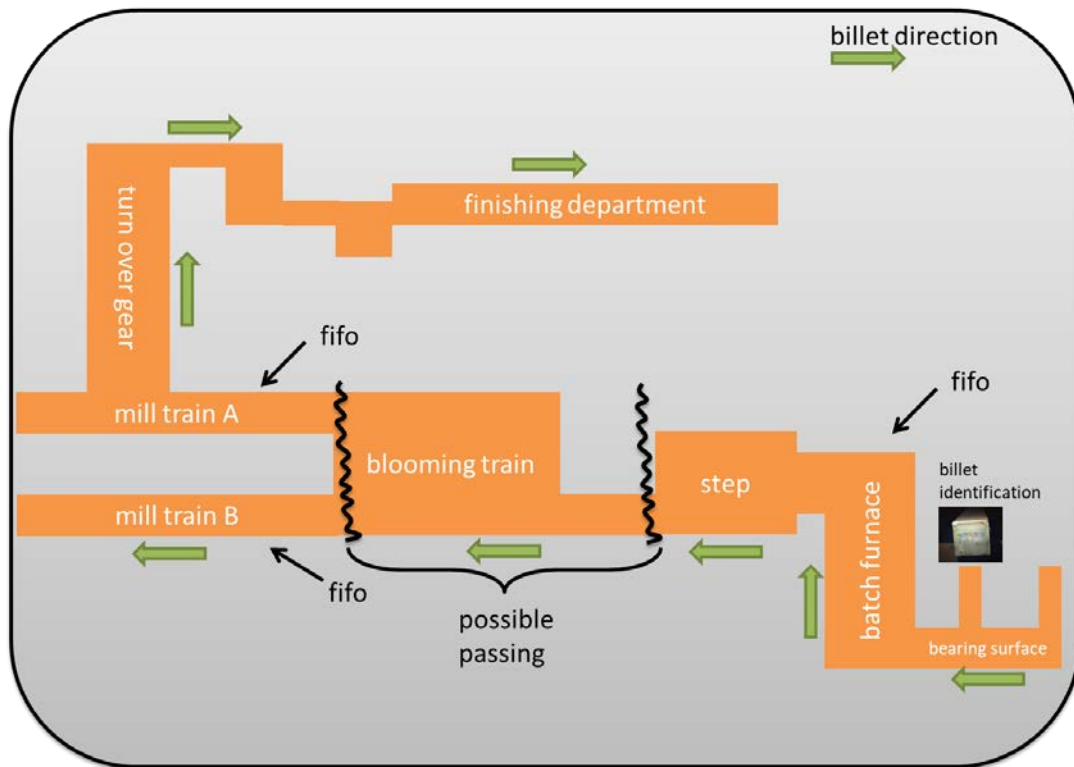 billet direction
turn over gear
finishing department
fifo
fifo
mill train A
blooming train
step
billet
identification
mill train B
batch furnace
fifo
possible
passing
bearing surface